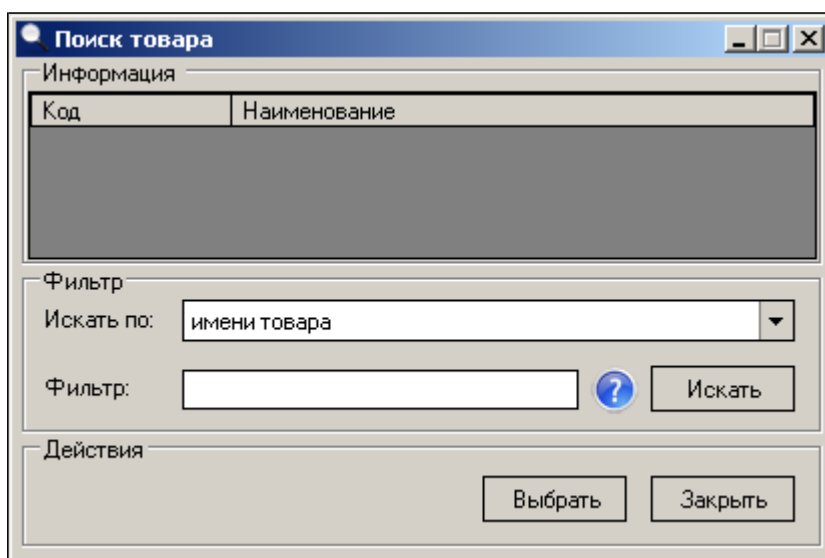 Поиск товара
Информация
Код Наименование
Фильтр
Искать по: имени товара
Фильтр: ? Искать
Действия
Выбрать Закрыть